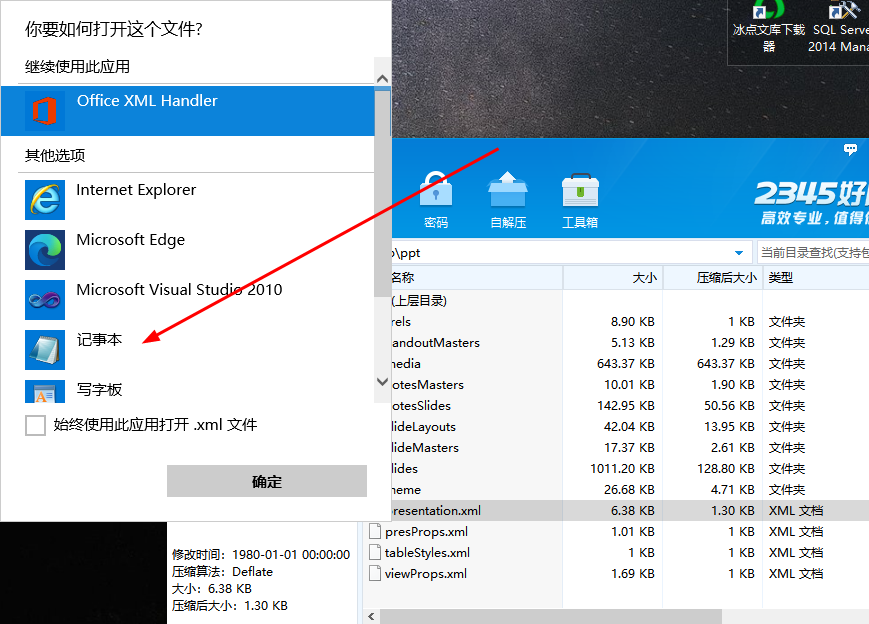 你要如何打开这个文件?
继续使用此应用
Office XML Handler
其他选项
Internet Explorer
Microsoft Edge
Microsoft Visual Studio 2010
记事本
写字板
始终使用此应用打开 .xml 文件
确定
冰点文库下载器
SQL Serve
2014 Mana
密码
自解压
工具箱
2345好
高效专业,值得
\ppt
当前目录查找(支持包
名称 大小 压缩后大小 类型
(上层目录)
rels 8.90 KB 1 KB 文件夹
andoutMasters 5.13 KB 1.29 KB 文件夹
media 643.37 KB 643.37 KB 文件夹
otesMasters 10.01 KB 1.90 KB 文件夹
otesSlides 142.95 KB 50.56 KB 文件夹
lideLayouts 42.04 KB 13.95 KB 文件夹
lideMasters 17.37 KB 2.61 KB 文件夹
lides 1011.20 KB 128.80 KB 文件夹
heme 26.68 KB 4.71 KB 文件夹
presentation.xml 6.38 KB 1.30 KB XML 文档
presProps.xml 1.01 KB 1 KB XML 文档
tableStyles.xml 1 KB 1 KB XML 文档
viewProps.xml 1.69 KB 1 KB XML 文档
修改时间: 1980-01-01 00:00:00
压缩算法: Deflate
大小: 6.38 KB
压缩后大小: 1.30 KB